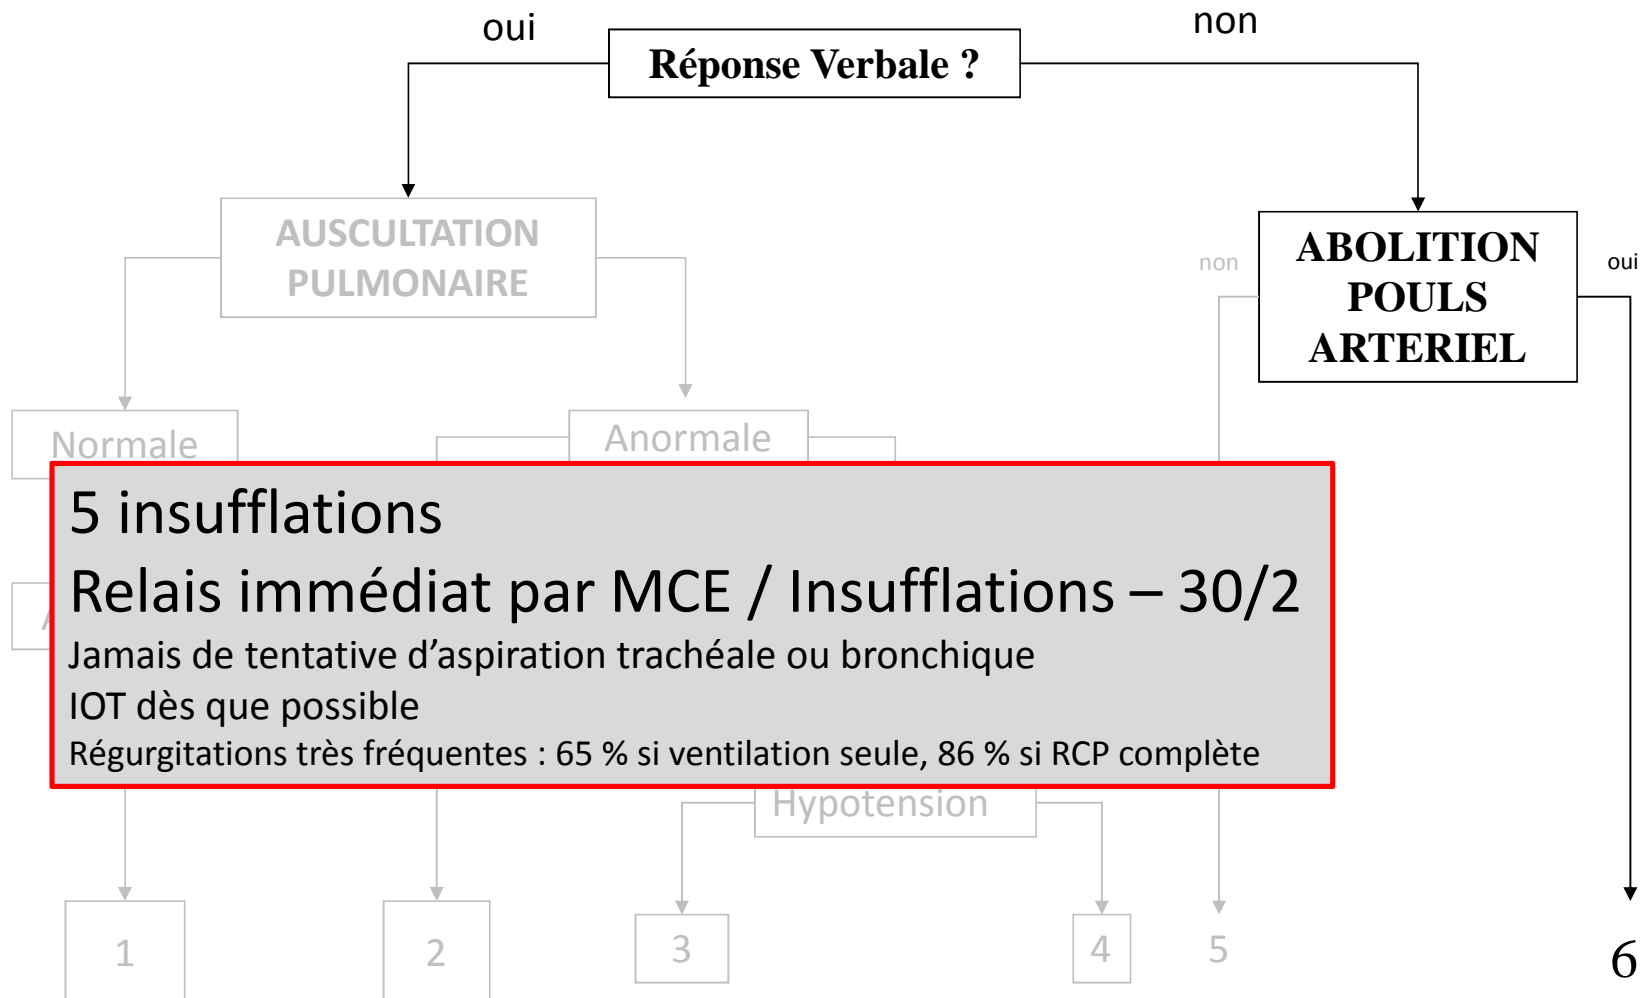 oui
non
Réponse Verbale ?
AUSCULTATION
PULMONAIRE
non
ABOLITION
POULS
ARTERIEL
oui
Normale
Anormale
5 insufflations
Relais immédiat par MCE / Insufflations – 30/2
Jamais de tentative d’aspiration trachéale ou bronchique
IOT dès que possible
Régurgitations très fréquentes : 65 % si ventilation seule, 86 % si RCP complète
Hypotension
1
2
3
4
5
6